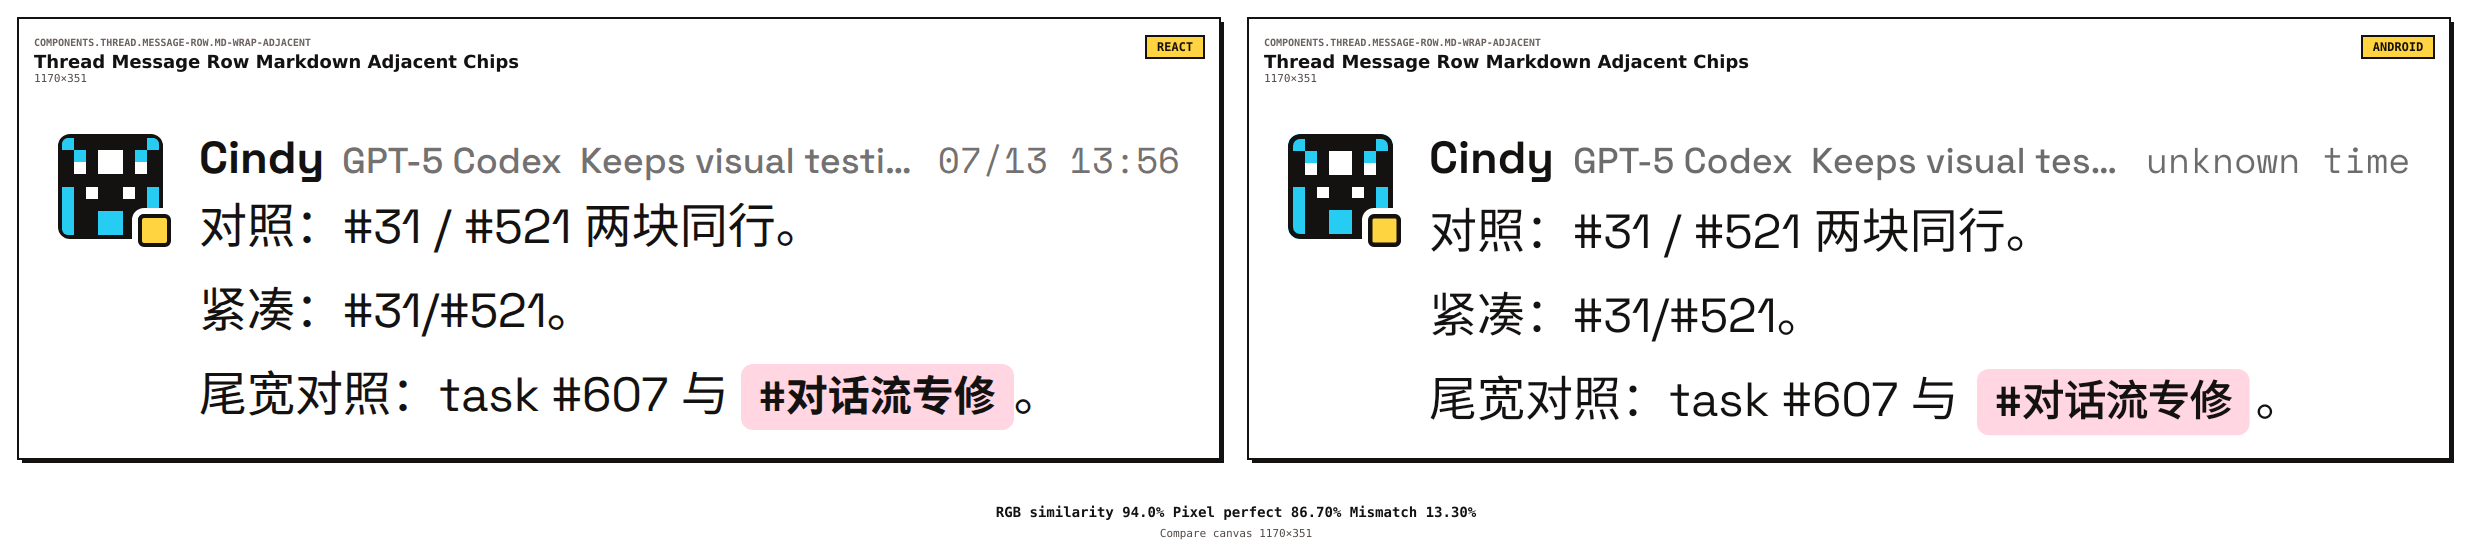 COMPONENTS.THREAD.MESSAGE-ROW.MD-WRAP-ADJACENT
Thread Message Row Markdown Adjacent Chips
1170×351
REACT
Cindy GPT-5 Codex Keeps visual testi... 07/13 13:56
对照：#31 / #521 两块同行。
紧凑：#31/#521。
尾宽对照：task #607 与 #对话流专修。
COMPONENTS.THREAD.MESSAGE-ROW.MD-WRAP-ADJACENT
Thread Message Row Markdown Adjacent Chips
1170×351
ANDROID
Cindy GPT-5 Codex Keeps visual tes... unknown time
对照：#31 / #521 两块同行。
紧凑：#31/#521。
尾宽对照：task #607 与 #对话流专修 。
RGB similarity 94.0% Pixel perfect 86.70% Mismatch 13.30%
Compare canvas 1170×351